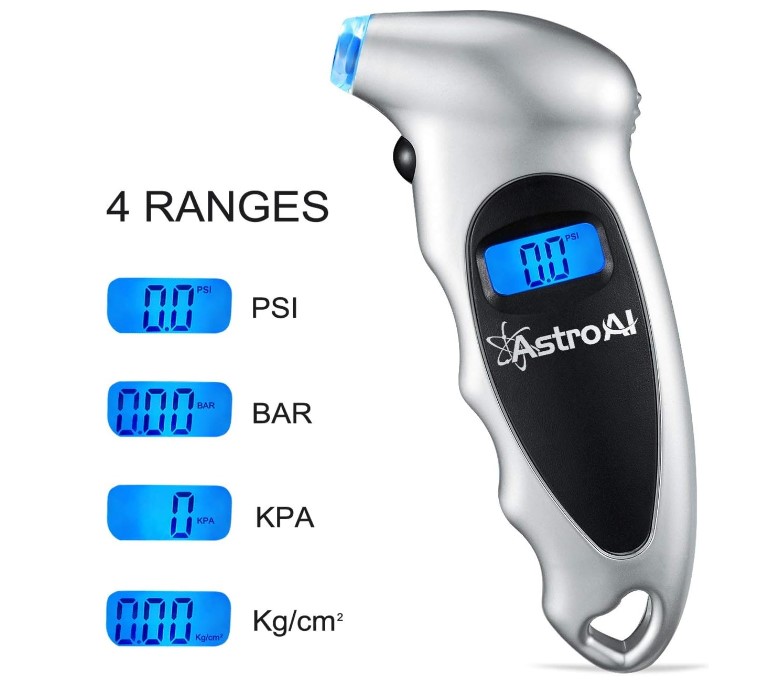 4 RANGES
0.0 PSI
PSI
0.00 BAR
BAR
0 KPA
KPA
0.00 Kg/cm²
Kg/cm²
0.0 PSI
AstroAI